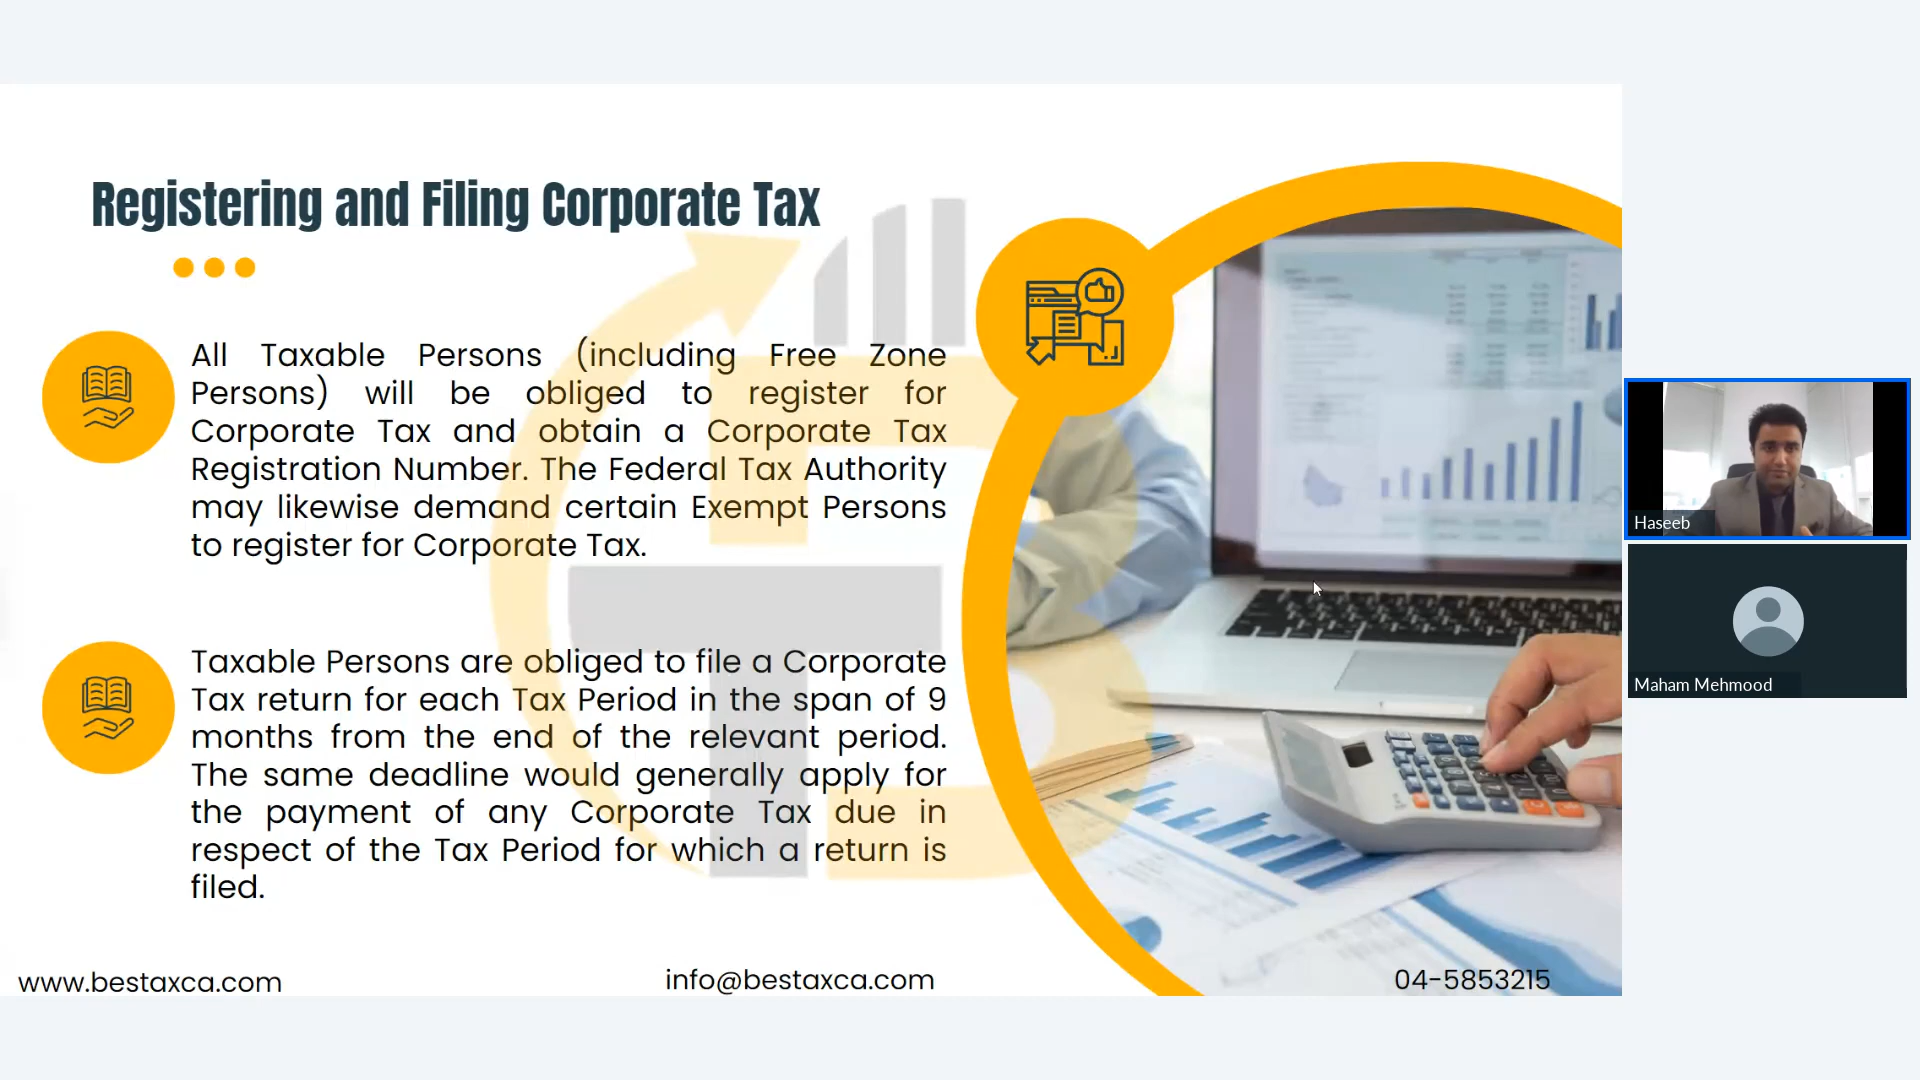 Registering and Filing Corporate Tax
All Taxable Persons (including Free Zone
Persons) will be obliged to register for
Corporate Tax and obtain a Corporate Tax
Registration Number. The Federal Tax Authority
may likewise demand certain Exempt Persons
to register for Corporate Tax.
Taxable Persons are obliged to file a Corporate
Tax return for each Tax Period in the span of 9
months from the end of the relevant period.
The same deadline would generally apply for
the payment of any Corporate Tax due in
respect of the Tax Period for which a return is
filed.
www.bestaxca.com
info@bestaxca.com
04-5853215
Haseeb
Maham Mehmood